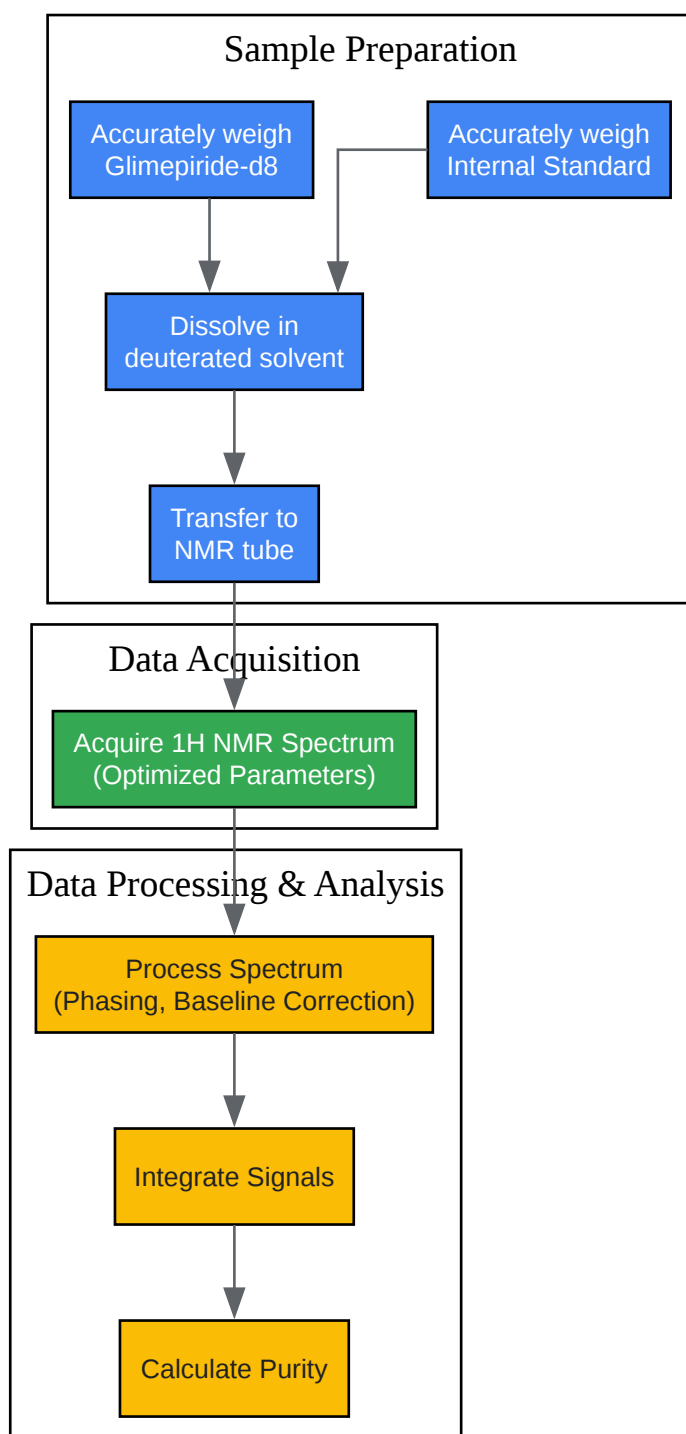 Sample Preparation
Accurately weigh
Glimepiride-d8
Accurately weigh
Internal Standard
Dissolve in
deuterated solvent
Transfer to
NMR tube
Data Acquisition
Acquire 1H NMR Spectrum
(Optimized Parameters)
Data Processing & Analysis
Process Spectrum
(Phasing, Baseline Correction)
Integrate Signals
Calculate Purity